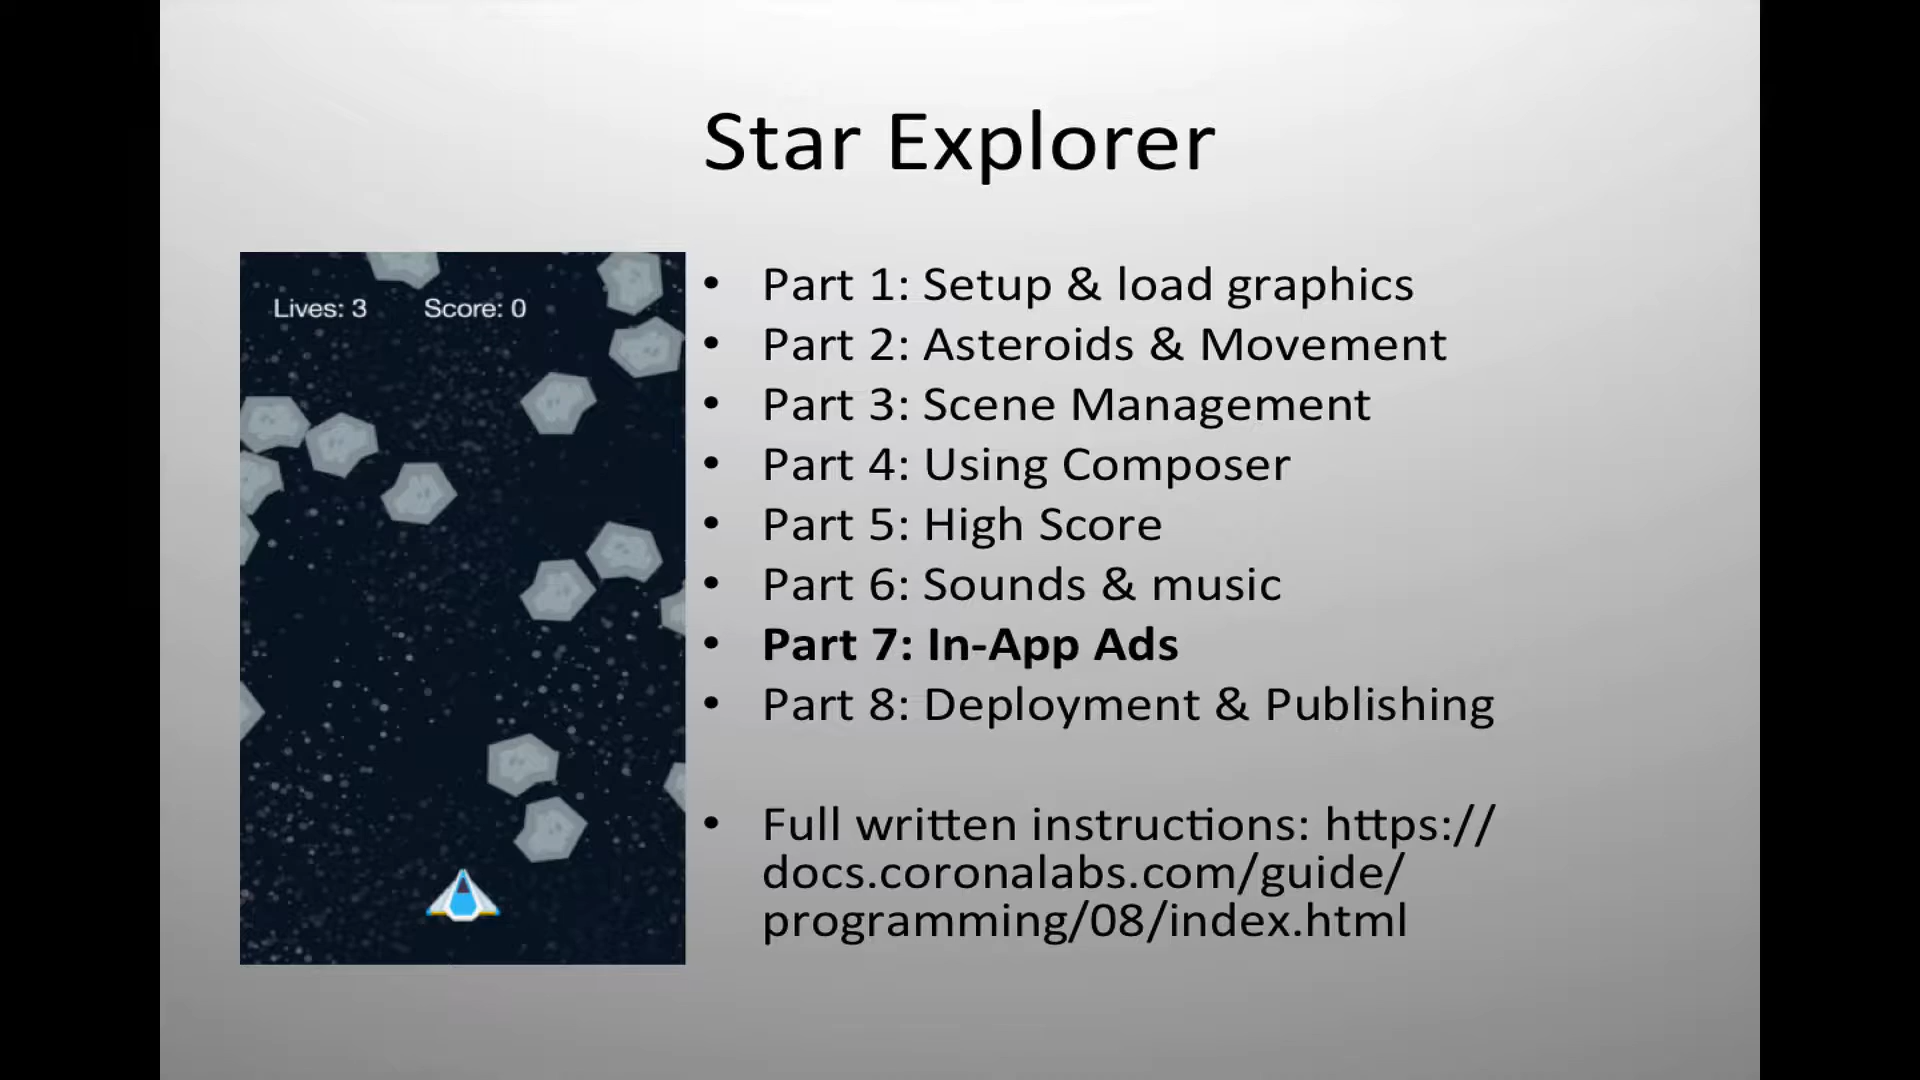 Star Explorer
Lives: 3 Score: 0
• Part 1: Setup & load graphics
• Part 2: Asteroids & Movement
• Part 3: Scene Management
• Part 4: Using Composer
• Part 5: High Score
• Part 6: Sounds & music
• Part 7: In-App Ads
• Part 8: Deployment & Publishing
• Full written instructions: https://
docs.coronalabs.com/guide/
programming/08/index.html